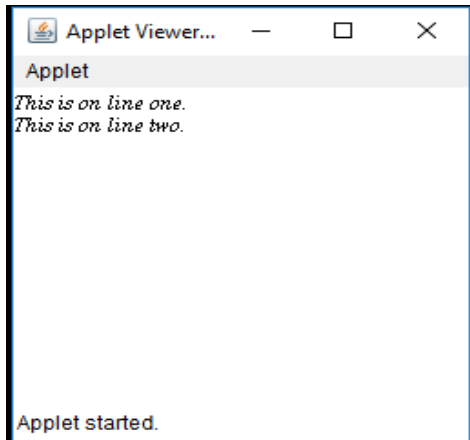 Applet Viewer...
Applet
This is on line one.
This is on line two.
Applet started.